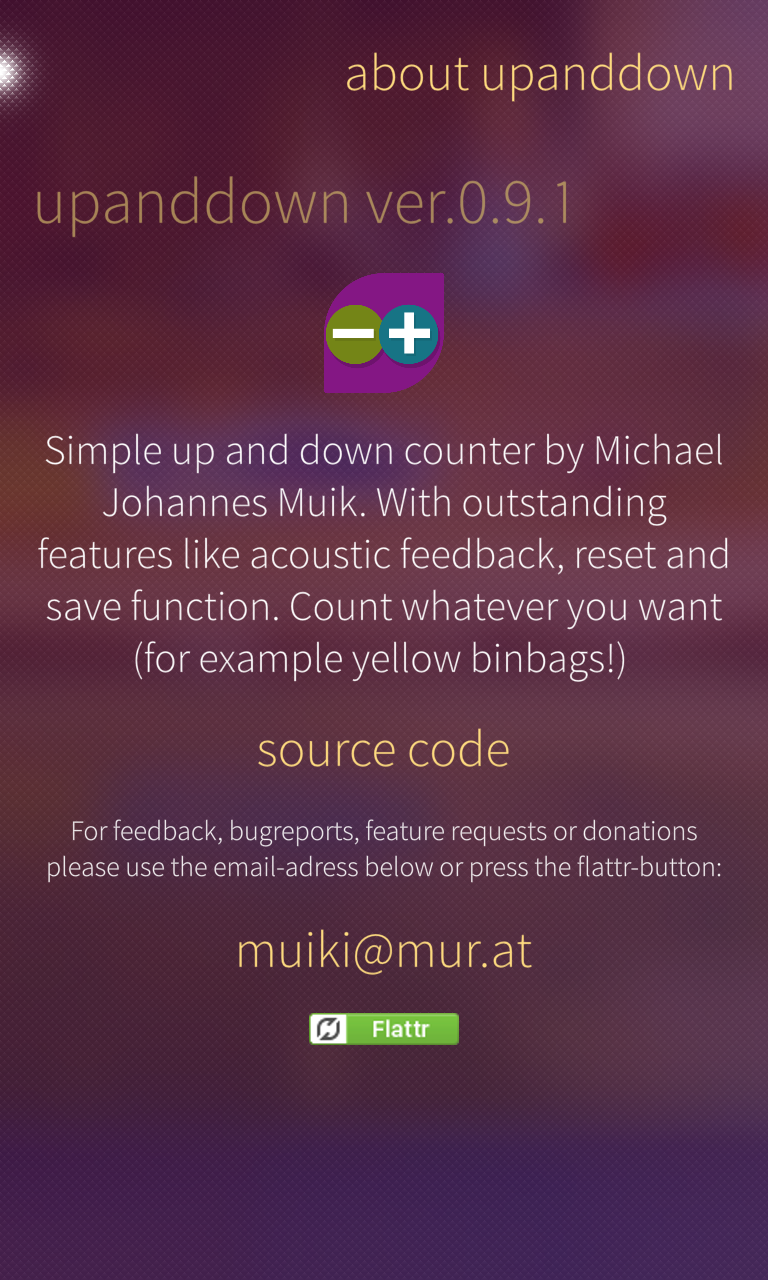 about upanddown
upanddown ver.0.9.1
Simple up and down counter by Michael
Johannes Muik. With outstanding
features like acoustic feedback, reset and
save function. Count whatever you want
(for example yellow binbags!)
source code
For feedback, bugreports, feature requests or donations
please use the email-adress below or press the flattr-button:
muiki@mur.at
Flattr